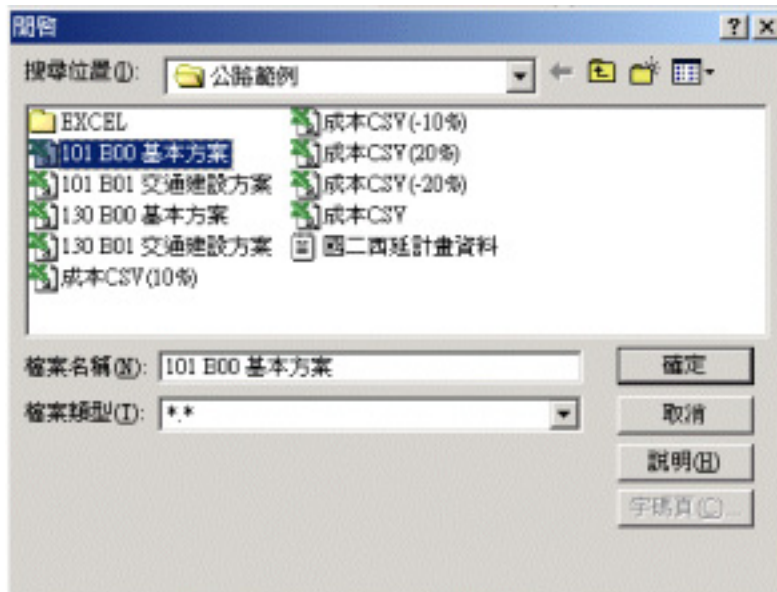 開啓
搜尋位置(I): 公路範例
EXCEL
101 B00 基本方案
101 B01 交通建設方案
130 B00 基本方案
130 B01 交通建設方案
成本CSV(10%)
成本CSV(-10%)
成本CSV(20%)
成本CSV(-20%)
成本CSV
國二西延計畫資料
檔案名稱(N): 101 B00 基本方案
確定
檔案類型(T): *.*
取消
說明(H)
字碼頁(C)...